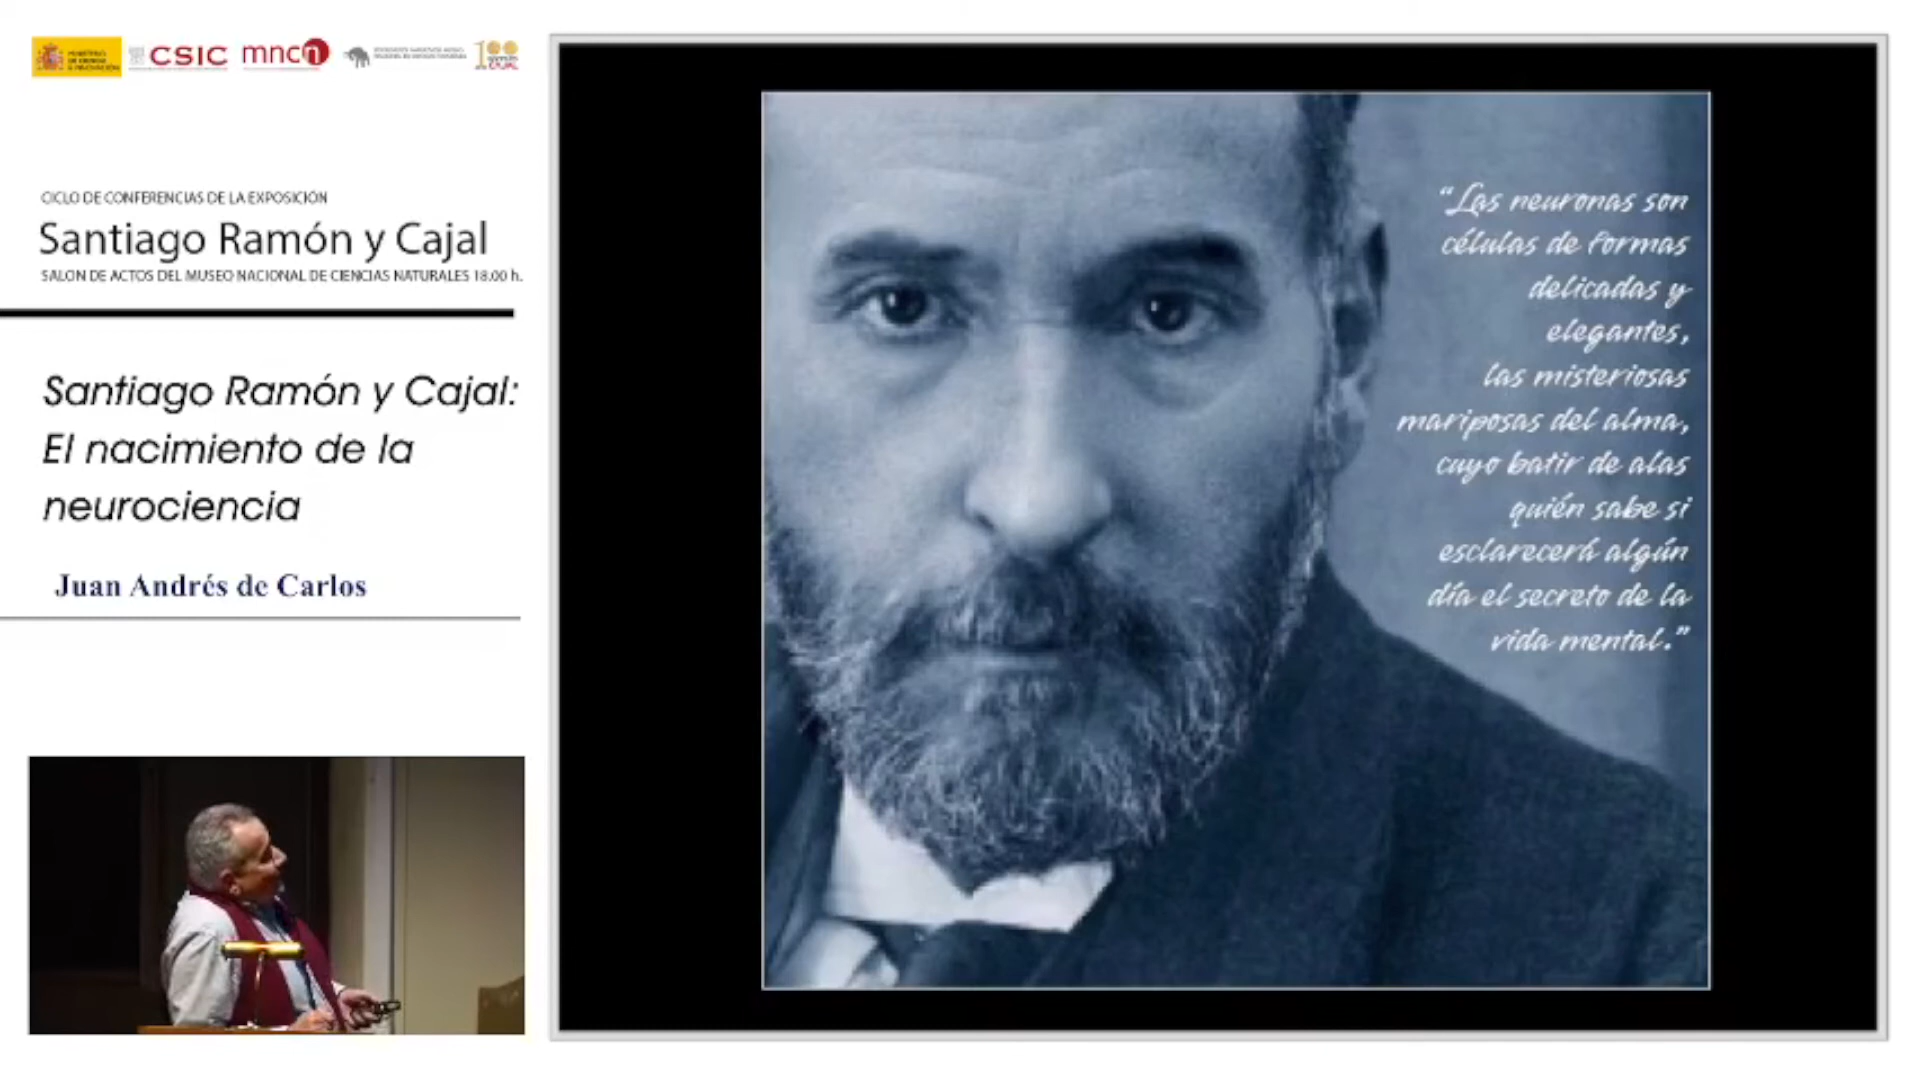 CSIC
mncn
CICLO DE CONFERENCIAS DE LA EXPOSICIÓN
Santiago Ramón y Cajal
SALON DE ACTOS DEL MUSEO NACIONAL DE CIENCIAS NATURALES 18.00 h.
Santiago Ramón y Cajal:
El nacimiento de la
neurociencia
Juan Andrés de Carlos
“Las neuronas son
células de formas
delicadas y
elegantes,
las misteriosas
mariposas del alma,
cuyo batir de alas
quién sabe si
esclarecerá algún
día el secreto de la
vida mental.”